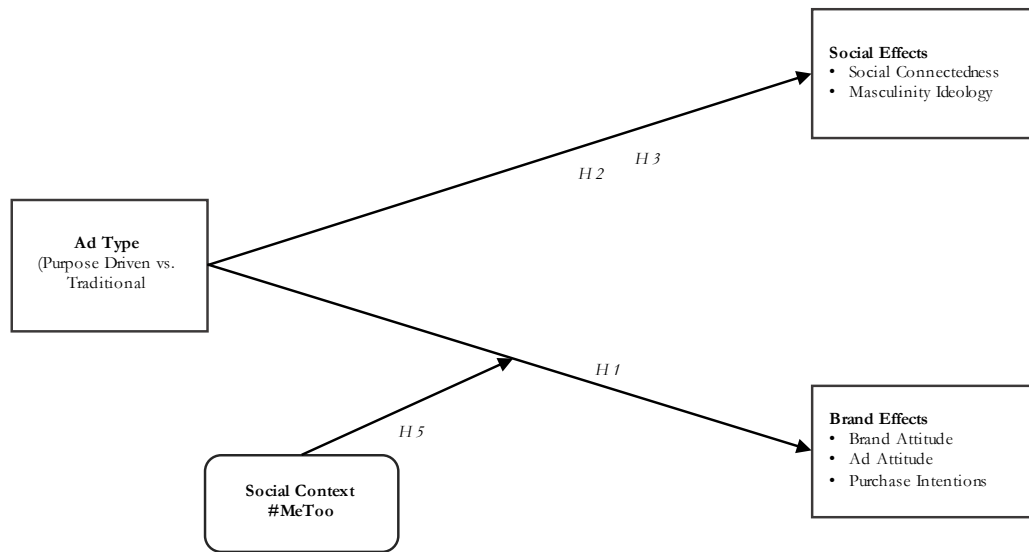 Social Effects
• Social Connectedness
• Masculinity Ideology
H 3
H 2
Ad Type
(Purpose Driven vs.
Traditional
H 1
H 5
Brand Effects
• Brand Attitude
• Ad Attitude
• Purchase Intentions
Social Context
#MeToo